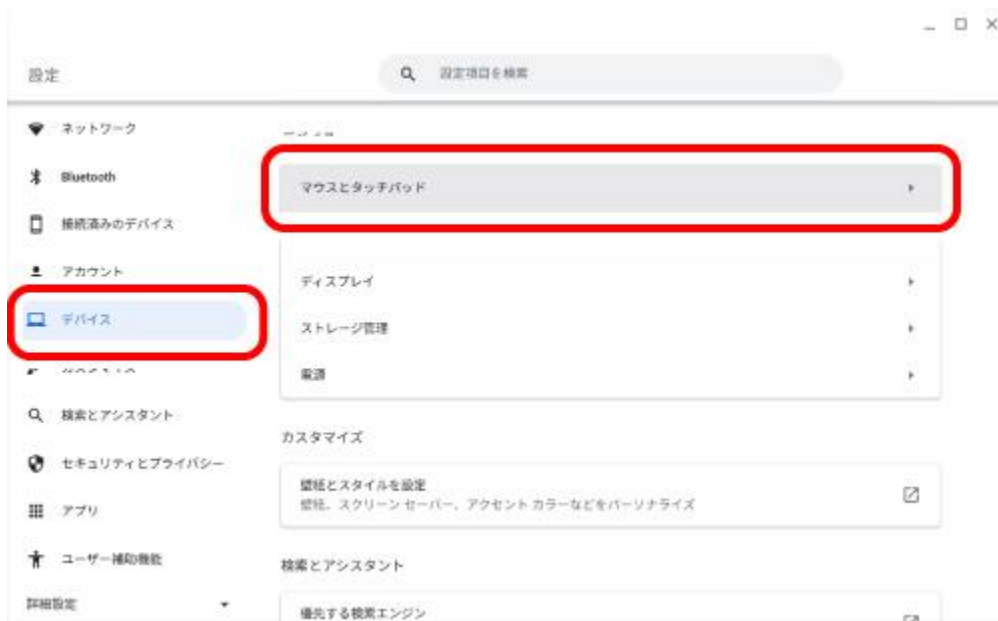 設定
設定項目を検索
ネットワーク
Bluetooth
接続済みのデバイス
アカウント
デバイス
検索とアシスタント
セキュリティとプライバシー
アプリ
ユーザー補助機能
詳細設定
マウスとタッチパッド
ディスプレイ
ストレージ管理
電源
カスタマイズ
壁紙とスタイルを設定
壁紙、スクリーン セーバー、アクセント カラーなどをパーソナライズ
検索とアシスタント
優先する検索エンジン